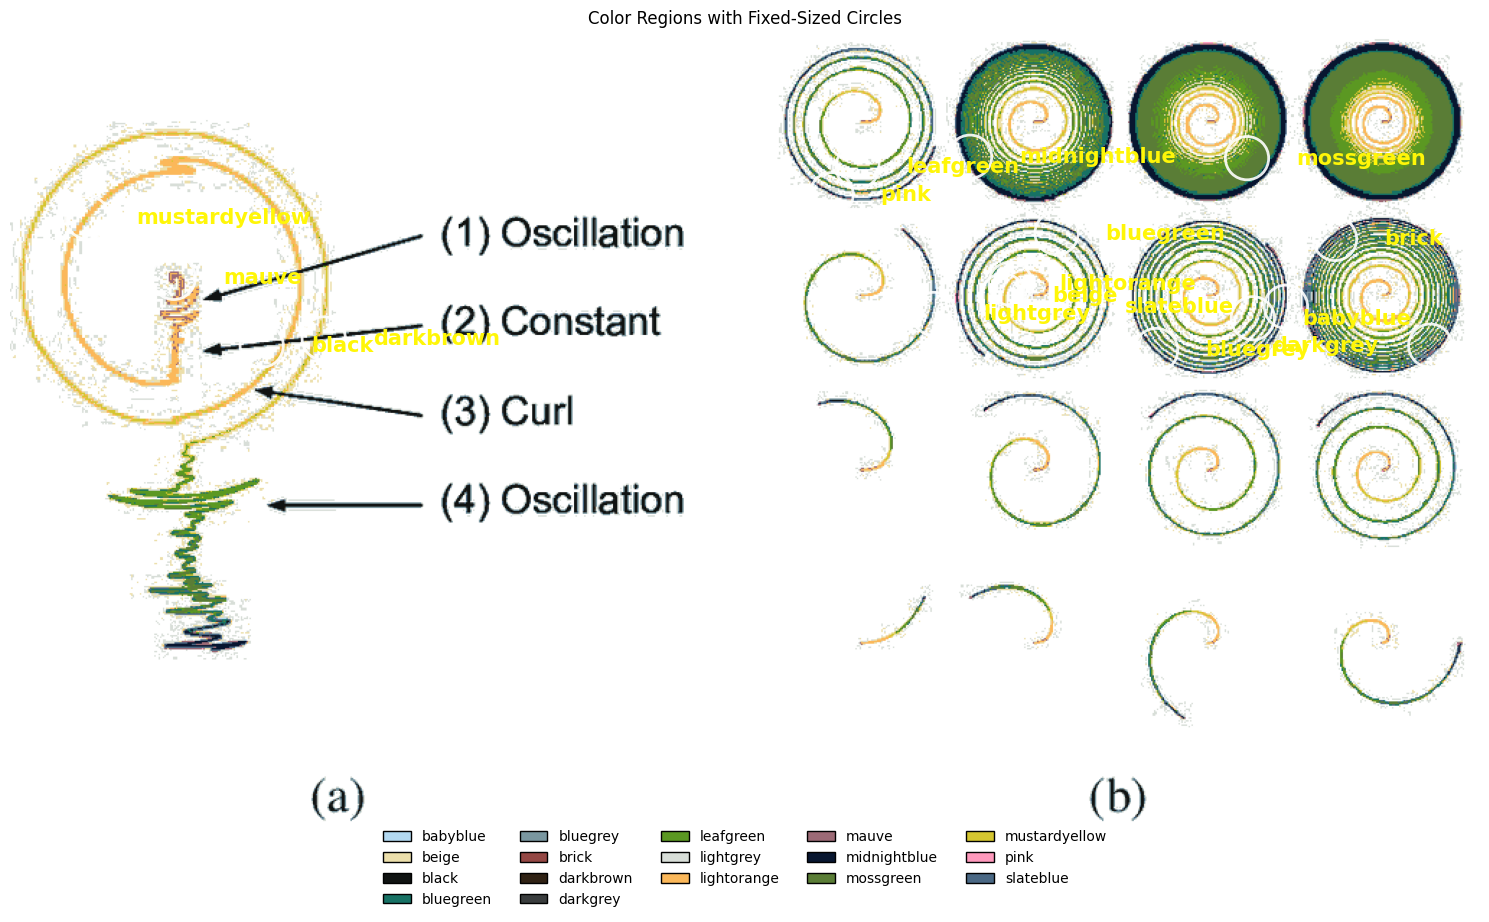 Color Regions with Fixed-Sized Circles
mustardyellow
mauve
black
darkbrown
(1) Oscillation
(2) Constant
(3) Curl
(4) Oscillation
leafgreen
pink
midnightblue
mossgreen
bluegreen
brick
lightorange
beige
lightgrey
slateblue
babyblue
bluegrey
darkgrey
(a)
(b)
babyblue
beige
black
bluegreen
bluegrey
brick
darkbrown
darkgrey
leafgreen
lightgrey
lightorange
mauve
midnightblue
mossgreen
mustardyellow
pink
slateblue